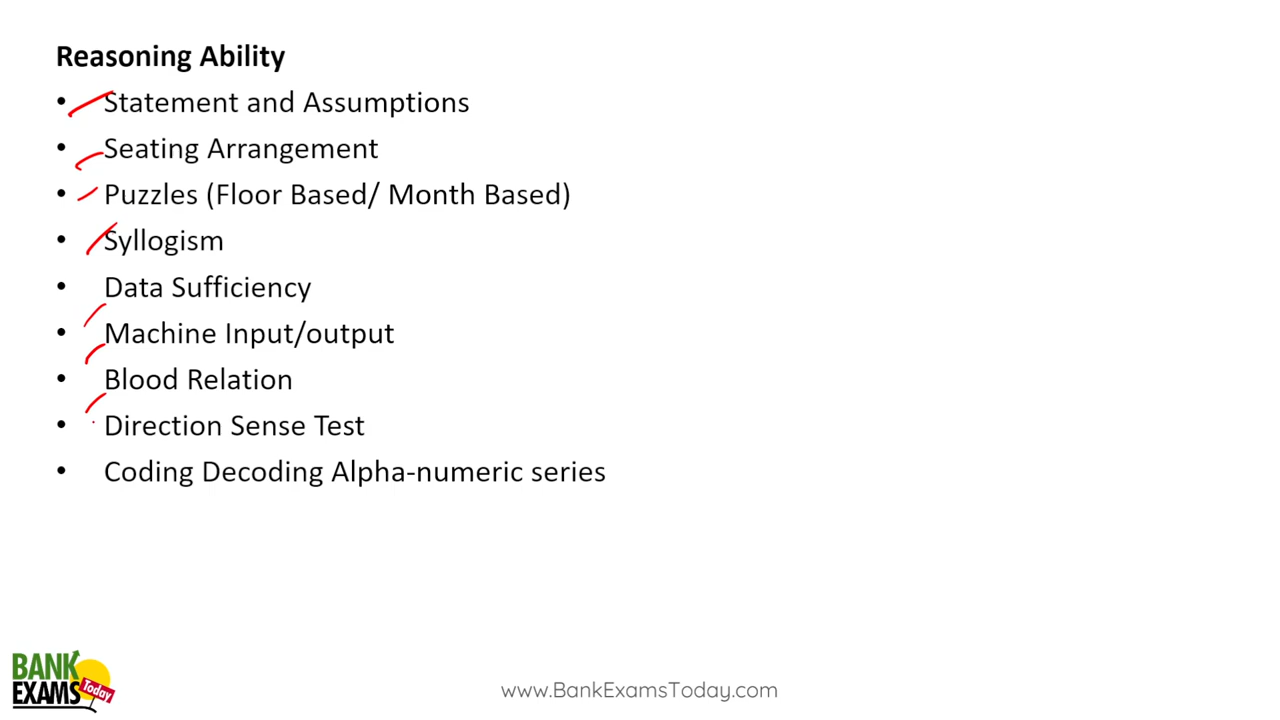 Reasoning Ability
• Statement and Assumptions
• Seating Arrangement
• Puzzles (Floor Based/ Month Based)
• Syllogism
• Data Sufficiency
• Machine Input/output
• Blood Relation
• Direction Sense Test
• Coding Decoding Alpha-numeric series
BANK
EXAMS Today
www.BankExamsToday.com